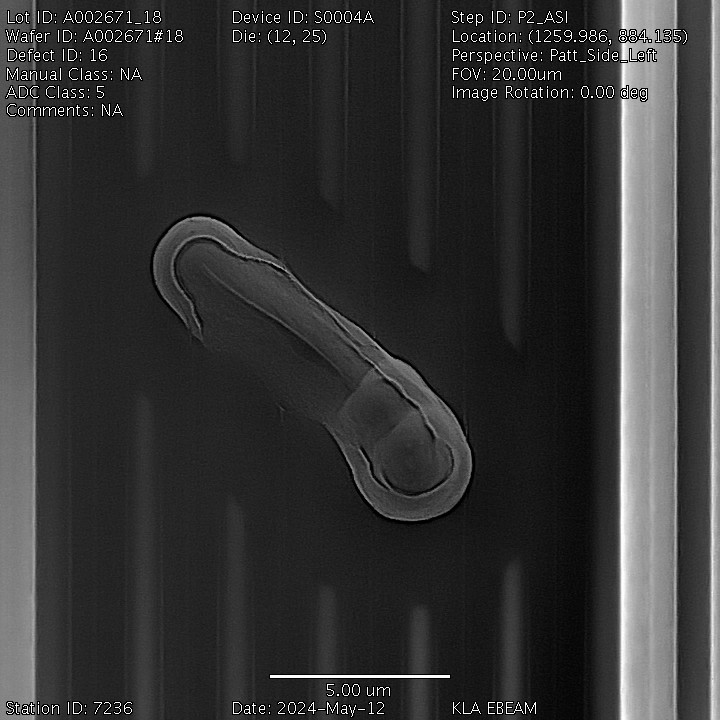 Lot ID: A002671_18
Wafer ID: A002671#18
Defect ID: 16
Manual Class: NA
ADC Class: 5
Comments: NA
Device ID: S0004A
Die: (12, 25)
Step ID: P2_ASI
Location: (1259.986, 884.135)
Perspective: Patt_Side_Left
FOV: 20.00um
Image Rotation: 0.00 deg
5.00 um
Station ID: 7236
Date: 2024-May-12
KLA EBEAM